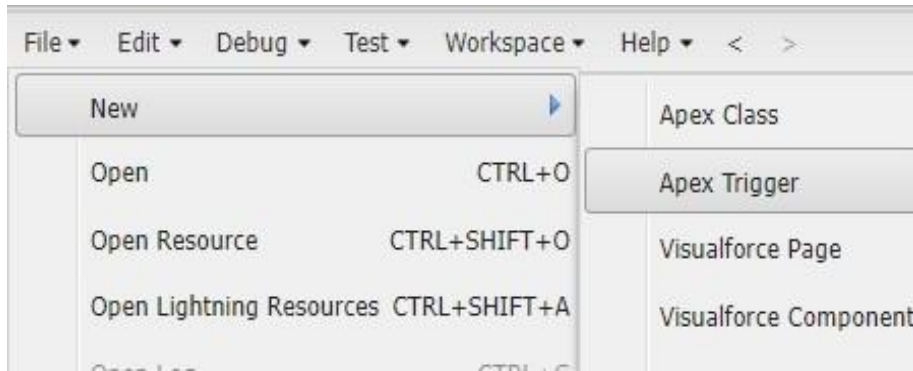 File Edit Debug Test Workspace Help < >
New
Apex Class
Open CTRL+O
Apex Trigger
Open Resource CTRL+SHIFT+O
Visualforce Page
Open Lightning Resources CTRL+SHIFT+A
Visualforce Component